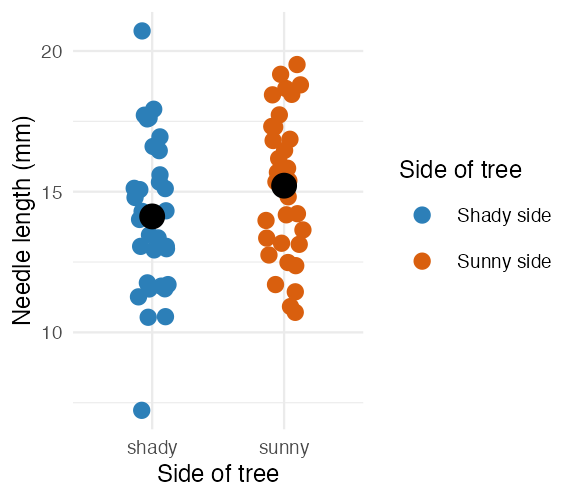 20
15
10
Needle length (mm)
shady
sunny
Side of tree
Side of tree
Shady side
Sunny side